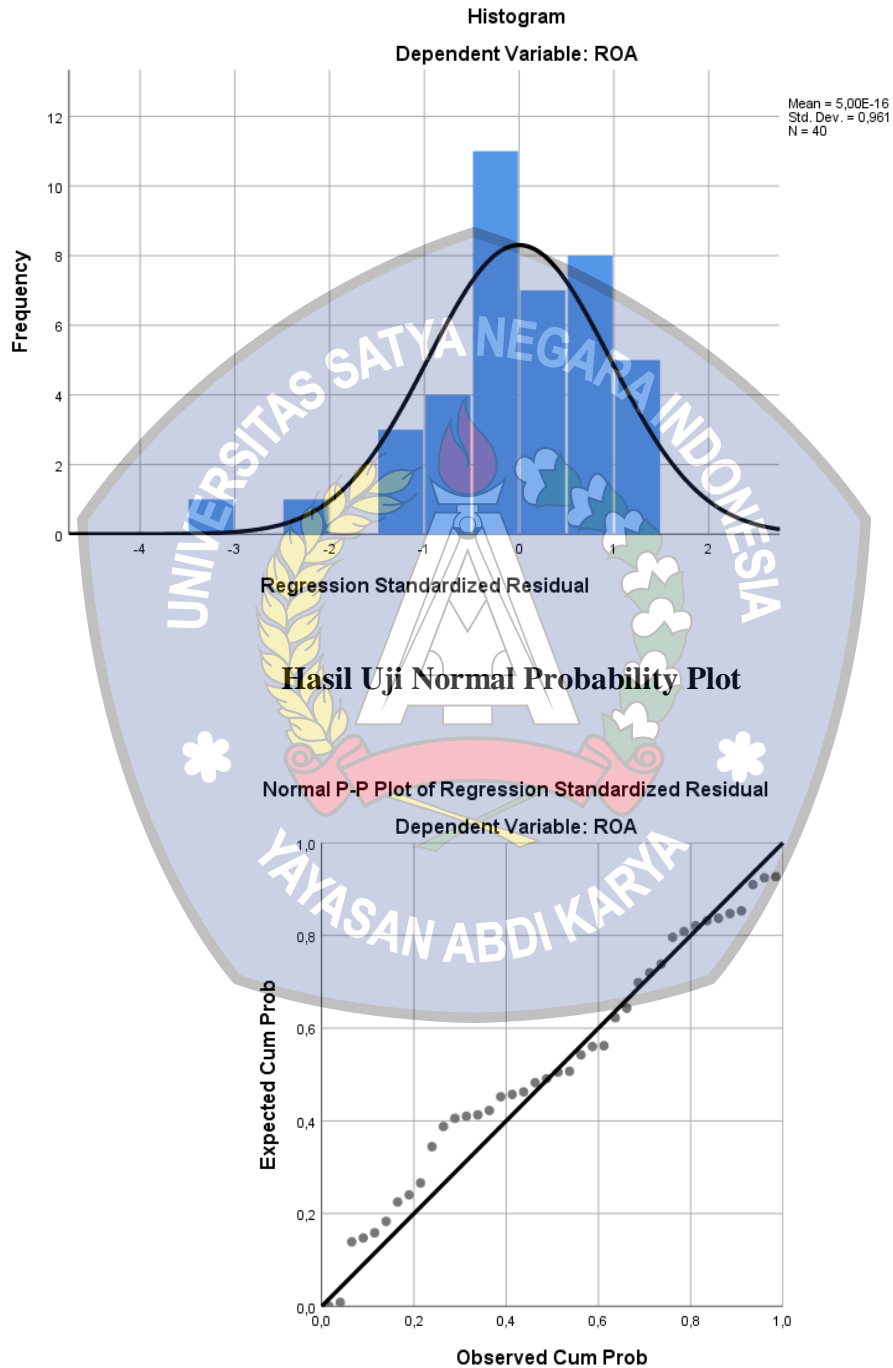 Histogram
Dependent Variable: ROA
Mean = 5,00E-16
Std. Dev. = 0,961
N = 40
12
10
8
6
4
2
0
Frequency
-4 -3 -2 -1 0 1 2
Regression Standardized Residual
UNIVERSITAS SATYA NEGARA INDONESIA
Hasil Uji Normal Probability Plot
Normal P-P Plot of Regression Standardized Residual
Dependent Variable: ROA
YAYASAN ABDI KARYA
1,0
0,8
0,6
0,4
0,2
0,0
Expected Cum Prob
0,0 0,2 0,4 0,6 0,8 1,0
Observed Cum Prob